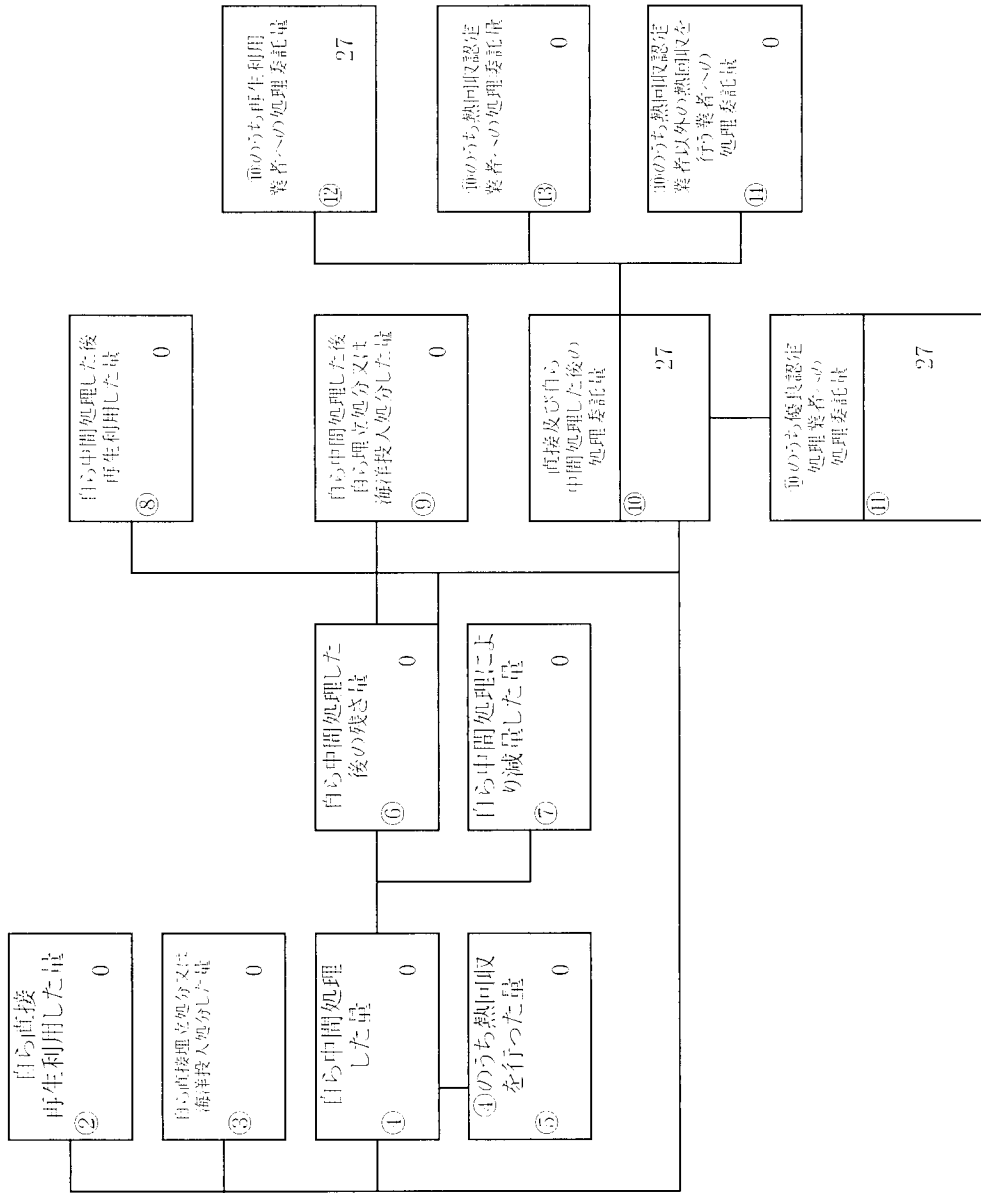 自ら直接
再生利用した量
②
0
自ら直接埋立処分又は
海洋投入処分した量
③
0
自ら中間処理
した量
④
0
④のうち熱回収
を行った量
⑤
0
自ら中間処理した
後の残さ量
⑥
0
自ら中間処理によ
り減量した量
⑦
0
自ら中間処理した後
再生利用した量
⑧
0
自ら中間処理した後
自ら埋立処分又は
海洋投入処分した量
⑨
0
直接及び自ら
中間処理した後の
処理委託量
⑩
27
⑩のうち優良認定
処理業者への
処理委託量
⑪
27
⑩のうち再生利用
業者への処理委託量
⑫
27
⑩のうち熱回収認定
業者への処理委託量
⑬
0
⑩のうち熱回収認定
業者以外の熱回収を
行う業者への
処理委託量
⑭
0